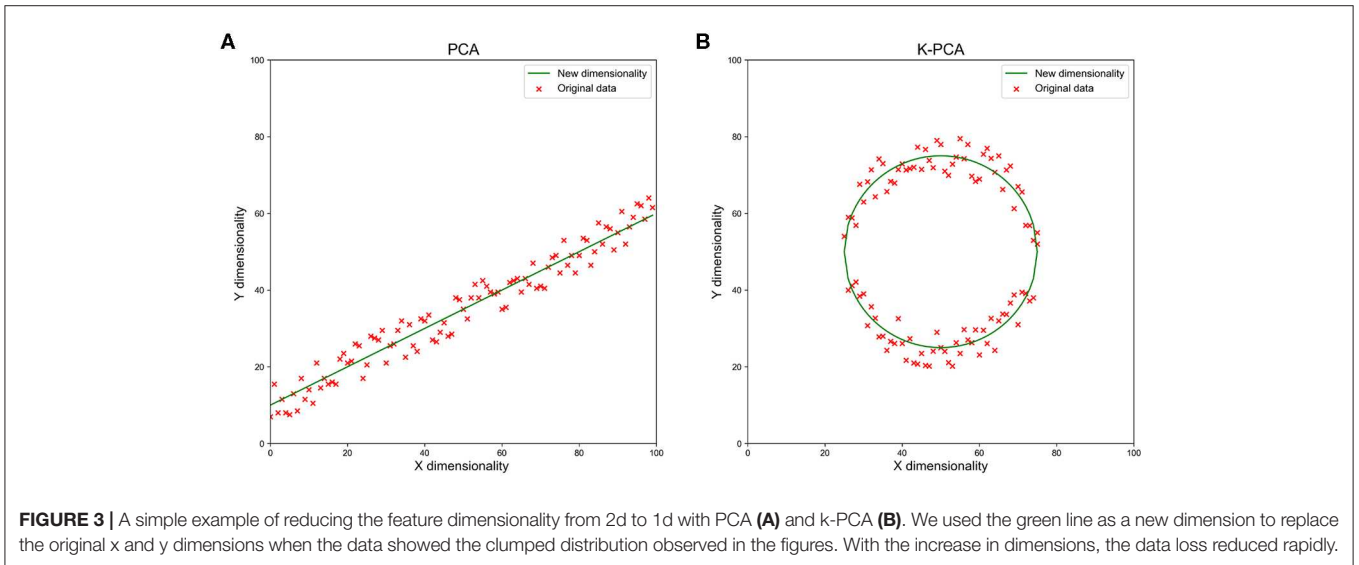 A
PCA
New dimensionality
Original data
100
80
60
40
20
0
Y dimensionality
0 20 40 60 80 100
X dimensionality
B
K-PCA
New dimensionality
Original data
100
80
60
40
20
0
Y dimensionality
0 20 40 60 80 100
X dimensionality
FIGURE 3 | A simple example of reducing the feature dimensionality from 2d to 1d with PCA (A) and k-PCA (B). We used the green line as a new dimension to replace
the original x and y dimensions when the data showed the clumped distribution observed in the figures. With the increase in dimensions, the data loss reduced rapidly.